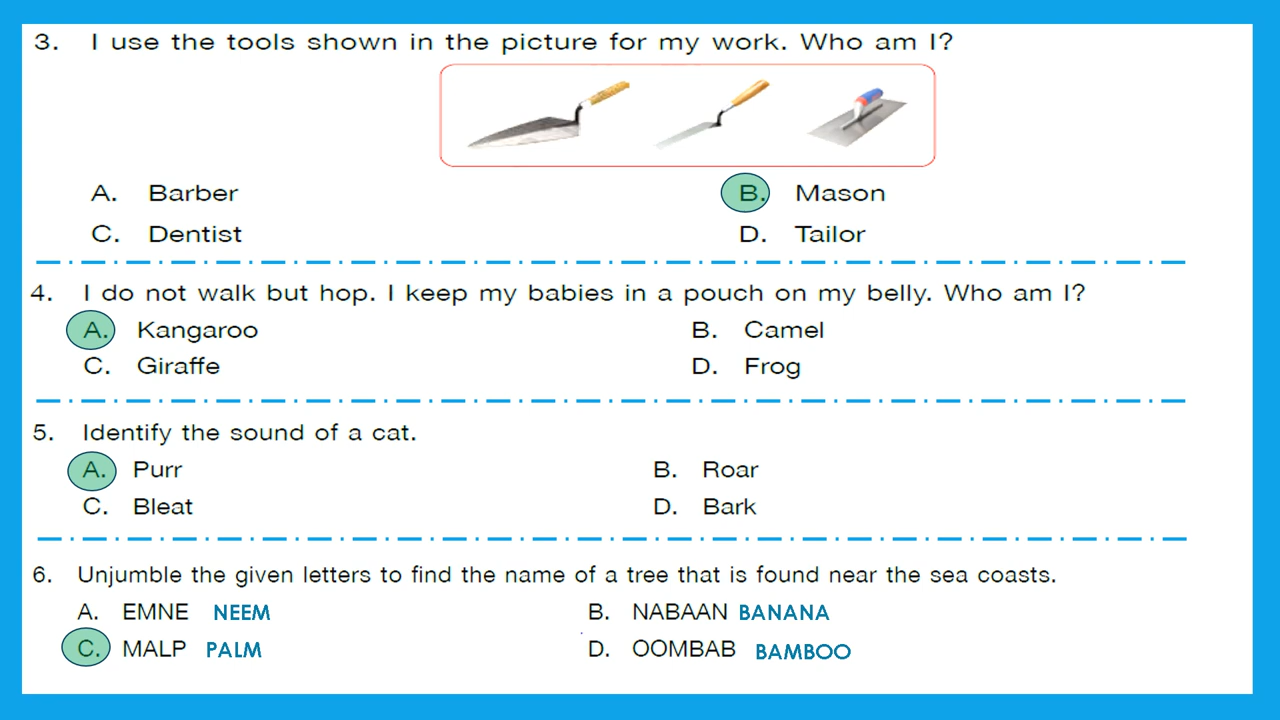 3. I use the tools shown in the picture for my work. Who am I?
A. Barber B. Mason
C. Dentist D. Tailor
4. I do not walk but hop. I keep my babies in a pouch on my belly. Who am I?
A. Kangaroo B. Camel
C. Giraffe D. Frog
5. Identify the sound of a cat.
A. Purr B. Roar
C. Bleat D. Bark
6. Unjumble the given letters to find the name of a tree that is found near the sea coasts.
A. EMNE NEEM B. NABAAN BANANA
C. MALP PALM D. OOMBAB BAMBOO